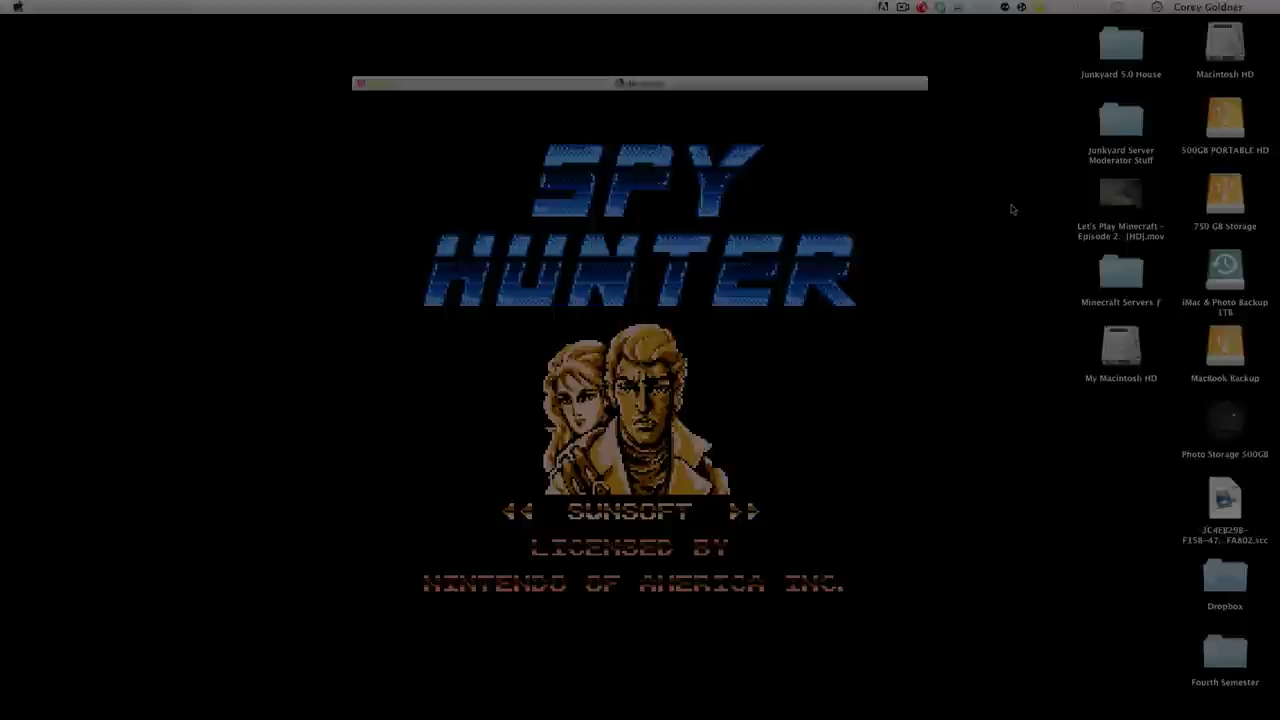 Corey Goldner
SPY
HUNTER
SUNSOFT
LICENSED BY
NINTENDO OF AMERICA INC.
Junkyard 5.0 House
Macintosh HD
Junkyard Server
Moderator Stuff
500GB PORTABLE HD
Let's Play Minecraft -
Episode 2. [HD].mov
750 GB Storage
Minecraft Servers ƒ
iMac & Photo Backup
1TB
My Macintosh HD
MacBook Backup
Photo Storage 500GB
Dropbox
Fourth Semester